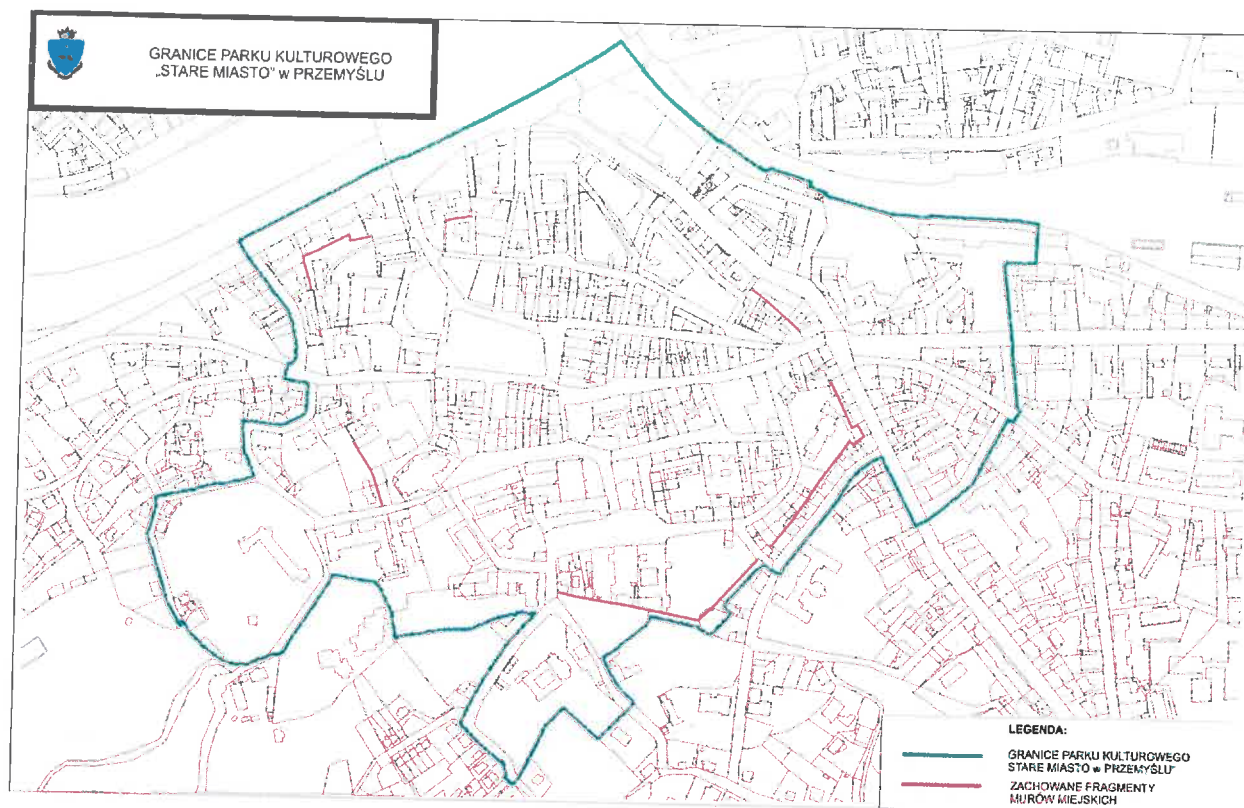 GRANICE PARKU KULTUROWEGO
„STARE MIASTO" w PRZEMYŚLU
LEGENDA:
GRANICE PARKU KULTUROWEGO
STARE MIASTO w PRZEMYŚLU"
ZACHOWANE FRAGMENTY
MURÓW MIEJSKICH